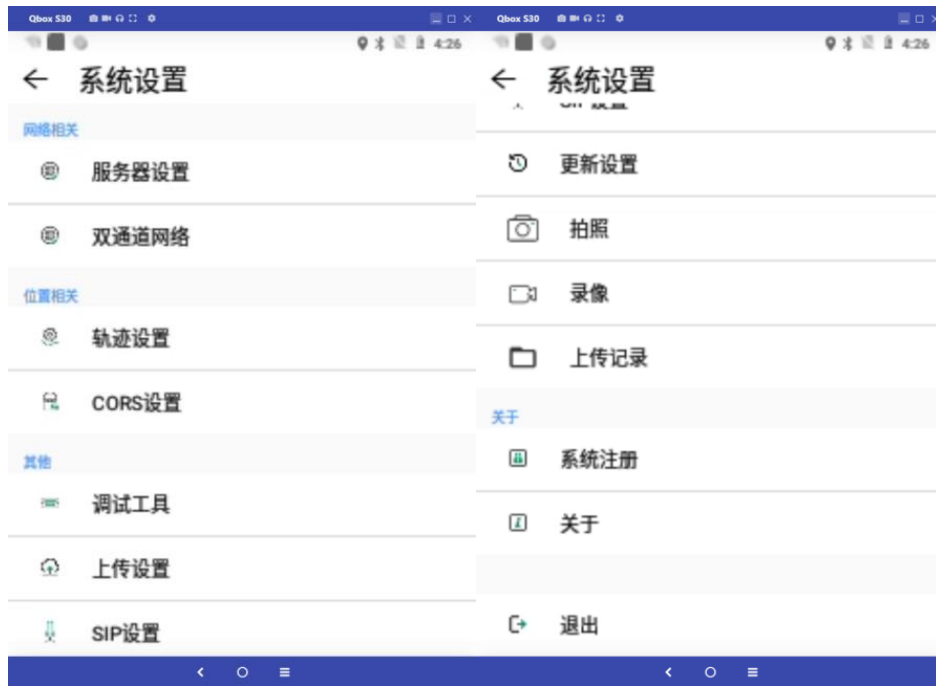 Qbox S30
4:26
系统设置
网络相关
服务器设置
双通道网络
位置相关
轨迹设置
CORS设置
其他
调试工具
上传设置
SIP设置
Qbox S30
4:26
系统设置
SIP 设置
更新设置
拍照
录像
上传记录
关于
系统注册
关于
退出